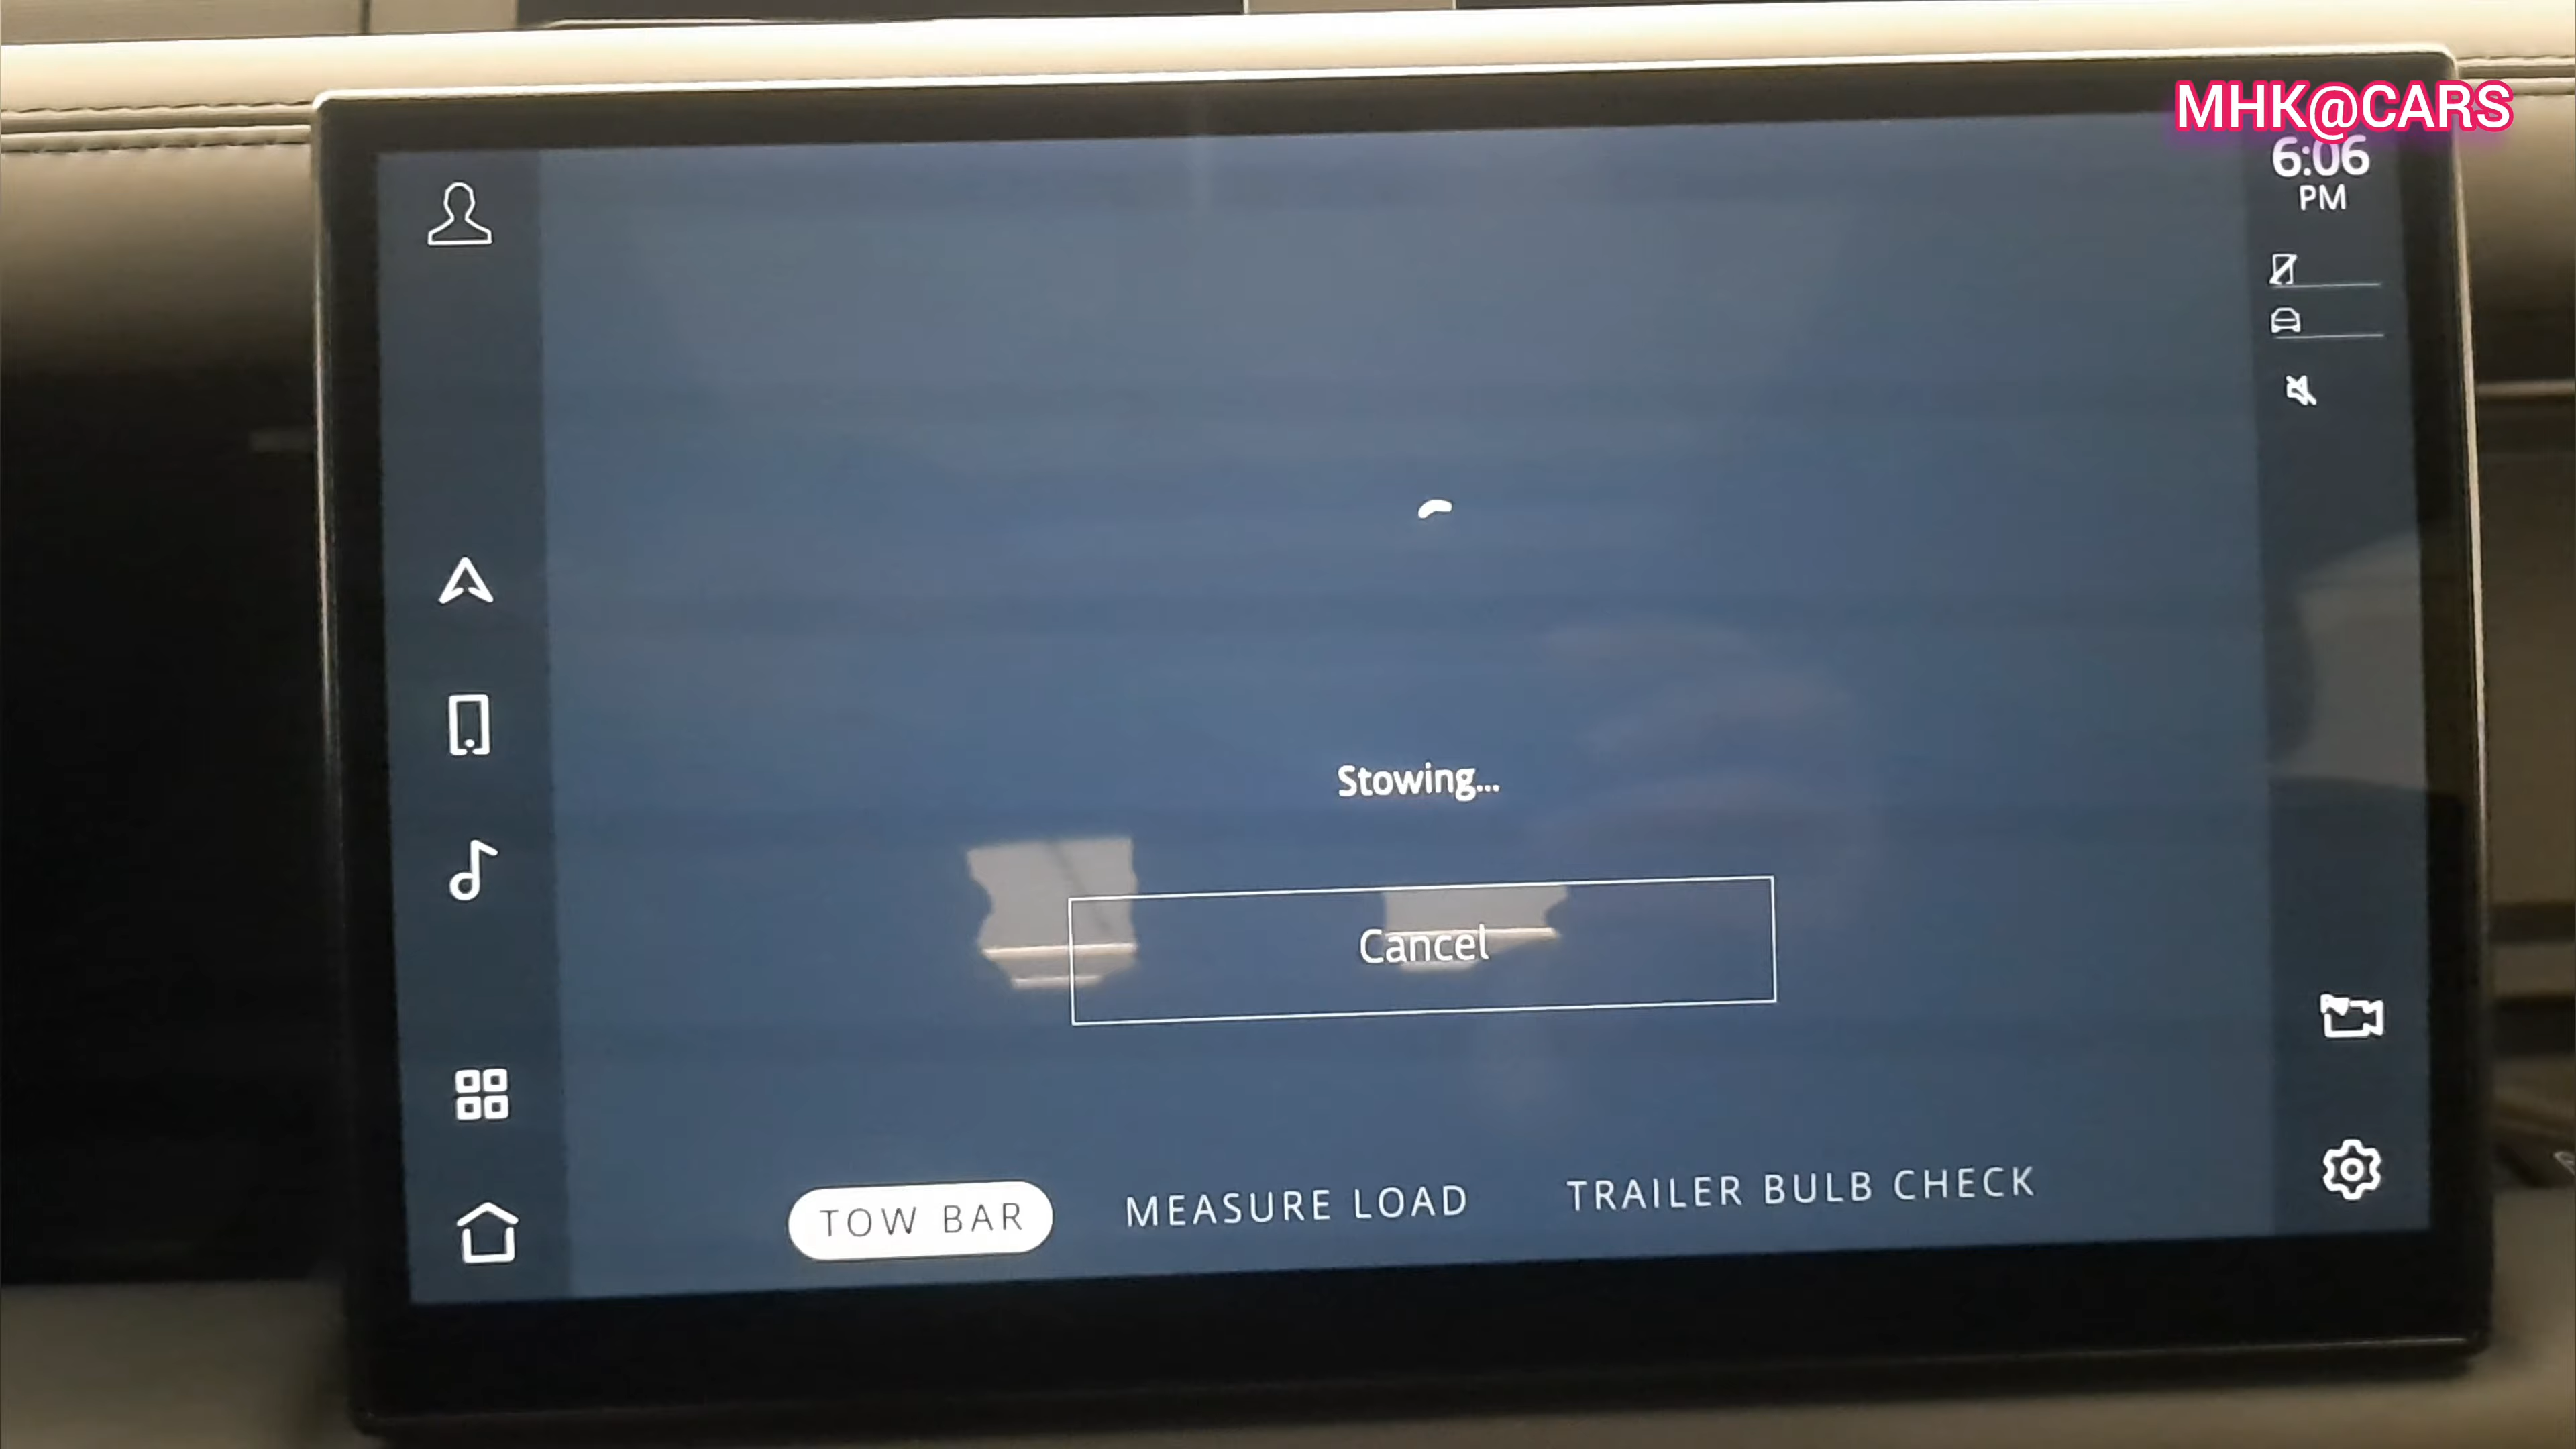 MHK@CARS
6:06
PM
Stowing...
Cancel
TOW BAR
MEASURE LOAD
TRAILER BULB CHECK